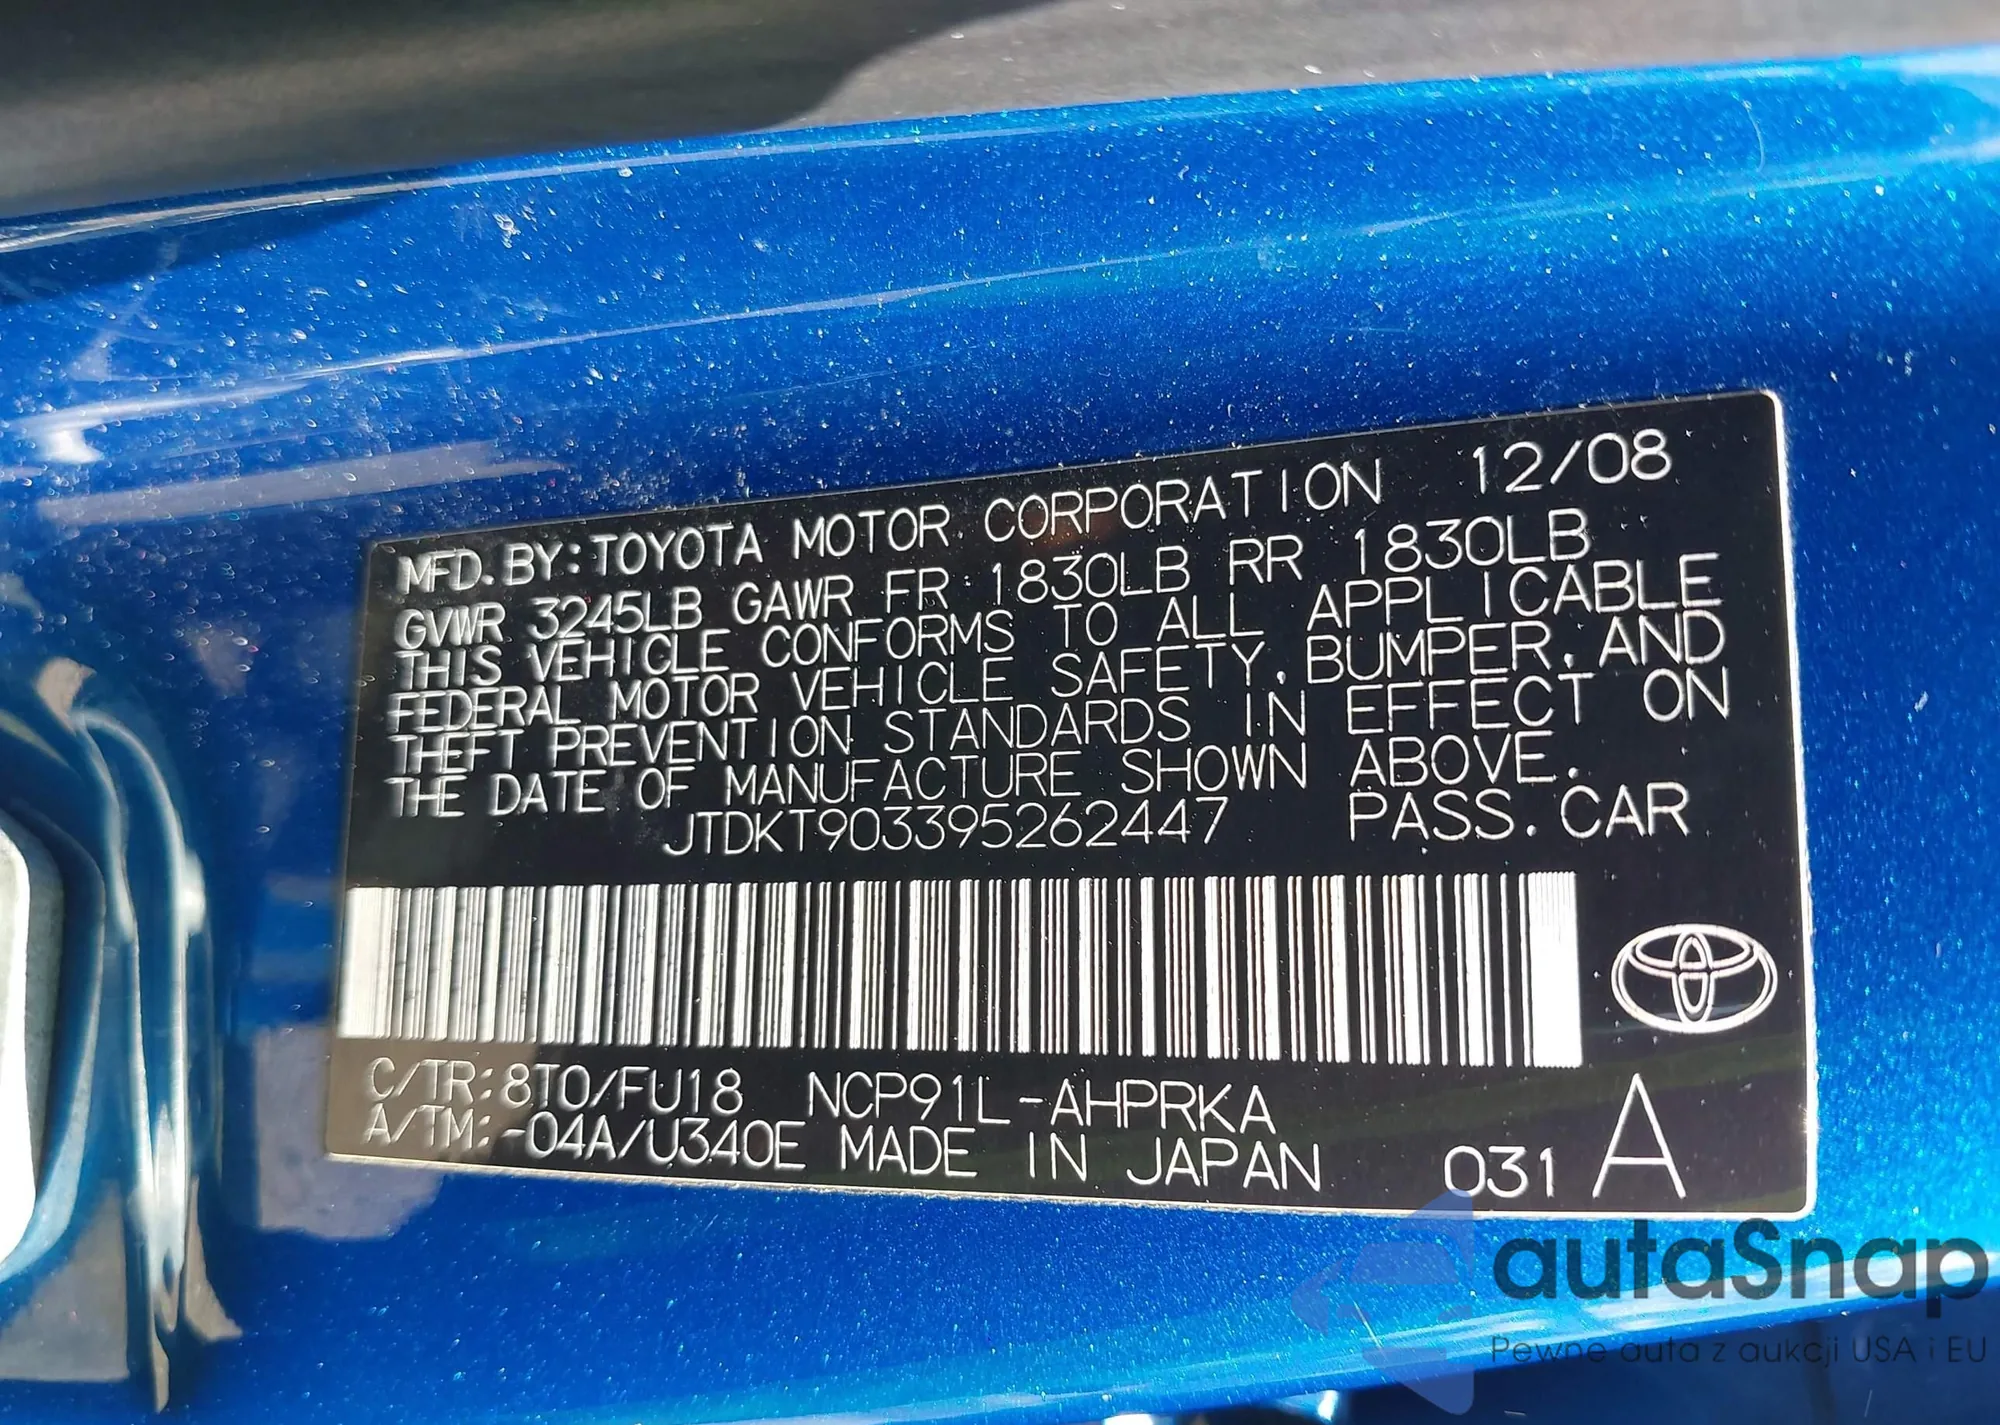 MFD. BY: TOYOTA MOTOR CORPORATION 12/08
GVWR 3245LB GAWR FR 1830LB RR 1830LB
THIS VEHICLE CONFORMS TO ALL APPLICABLE
FEDERAL MOTOR VEHICLE SAFETY, BUMPER, AND
THEFT PREVENTION STANDARDS IN EFFECT ON
THE DATE OF MANUFACTURE SHOWN ABOVE.
JTDKT903395262447 PASS. CAR
C/TR: 8T0/FU18 NCP91L-AHPRKA
A/TM: -04A/U340E MADE IN JAPAN 031 A
autaSnap
Pewne auta z aukcji USA i EU